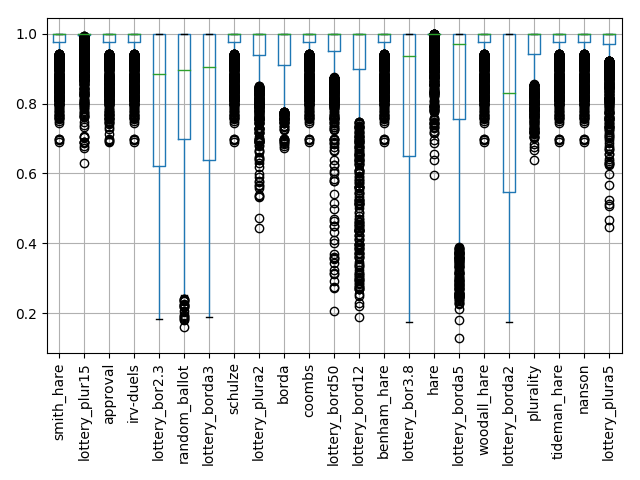 1.0
0.8
0.6
0.4
0.2
smith_hare
lottery_plur15
approval
irv-duels
lottery_bor2.3
random_ballot
lottery_borda3
schulze
lottery_plura2
borda
coombs
lottery_bord50
lottery_bord12
benham_hare
lottery_bor3.8
hare
lottery_borda5
woodall_hare
lottery_borda2
plurality
tideman_hare
nanson
lottery_plura5